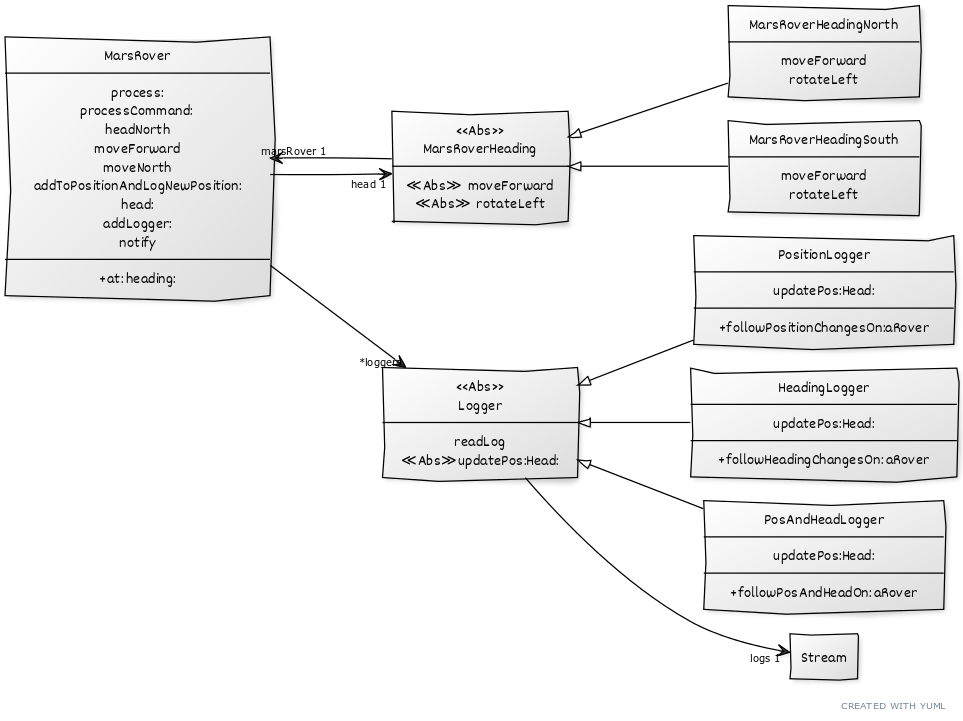 MarsRover
process:
processCommand:
headNorth
moveForward
moveNorth
addToPositionAndLogNewPosition:
head:
addLogger:
notify
+at:heading:
marsRover 1
head 1
<<Abs>>
MarsRoverHeading
≪Abs≫ moveForward
≪Abs≫ rotateLeft
MarsRoverHeadingNorth
moveForward
rotateLeft
MarsRoverHeadingSouth
moveForward
rotateLeft
*loggers
<<Abs>>
Logger
readLog
≪Abs≫updatePos:Head:
PositionLogger
updatePos:Head:
+followPositionChangesOn:aRover
HeadingLogger
updatePos:Head:
+followHeadingChangesOn: aRover
PosAndHeadLogger
updatePos:Head:
+followPosAndHeadOn: aRover
logs 1
Stream
CREATED WITH YUML